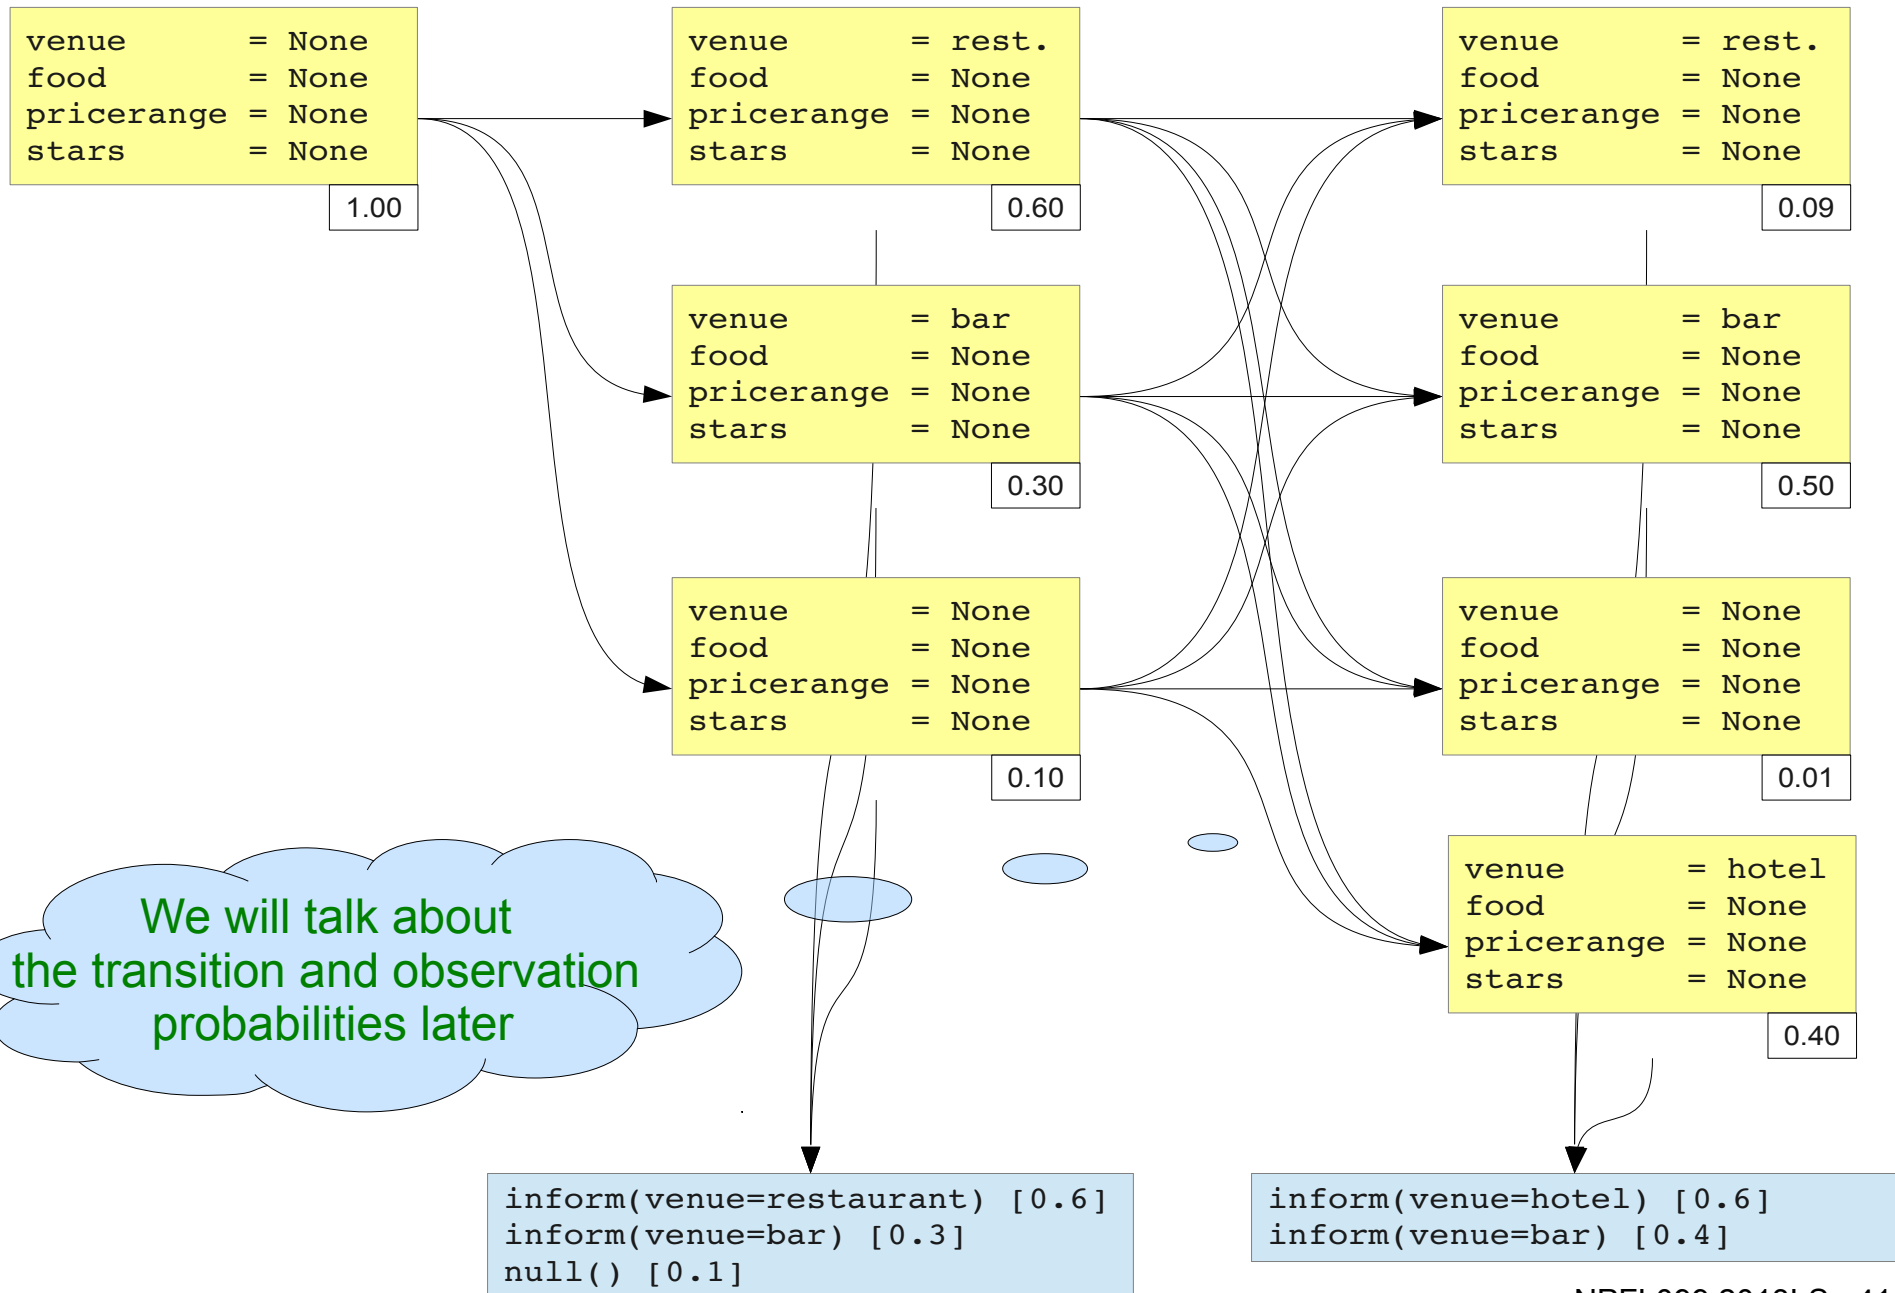 venue = None
food = None
pricerange = None
stars = None
1.00
venue = rest.
food = None
pricerange = None
stars = None
0.60
venue = rest.
food = None
pricerange = None
stars = None
0.09
venue = bar
food = None
pricerange = None
stars = None
0.30
venue = bar
food = None
pricerange = None
stars = None
0.50
venue = None
food = None
pricerange = None
stars = None
0.10
venue = None
food = None
pricerange = None
stars = None
0.01
venue = hotel
food = None
pricerange = None
stars = None
0.40
We will talk about
the transition and observation
probabilities later
inform(venue=restaurant) [0.6]
inform(venue=bar) [0.3]
null() [0.1]
inform(venue=hotel) [0.6]
inform(venue=bar) [0.4]